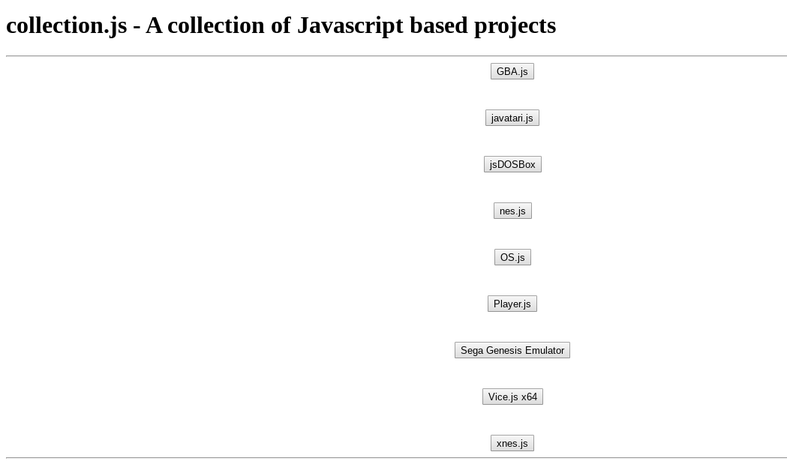 collection.js - A collection of Javascript based projects
GBA.js
javatari.js
jsDOSBox
nes.js
OS.js
Player.js
Sega Genesis Emulator
Vice.js x64
xnes.js